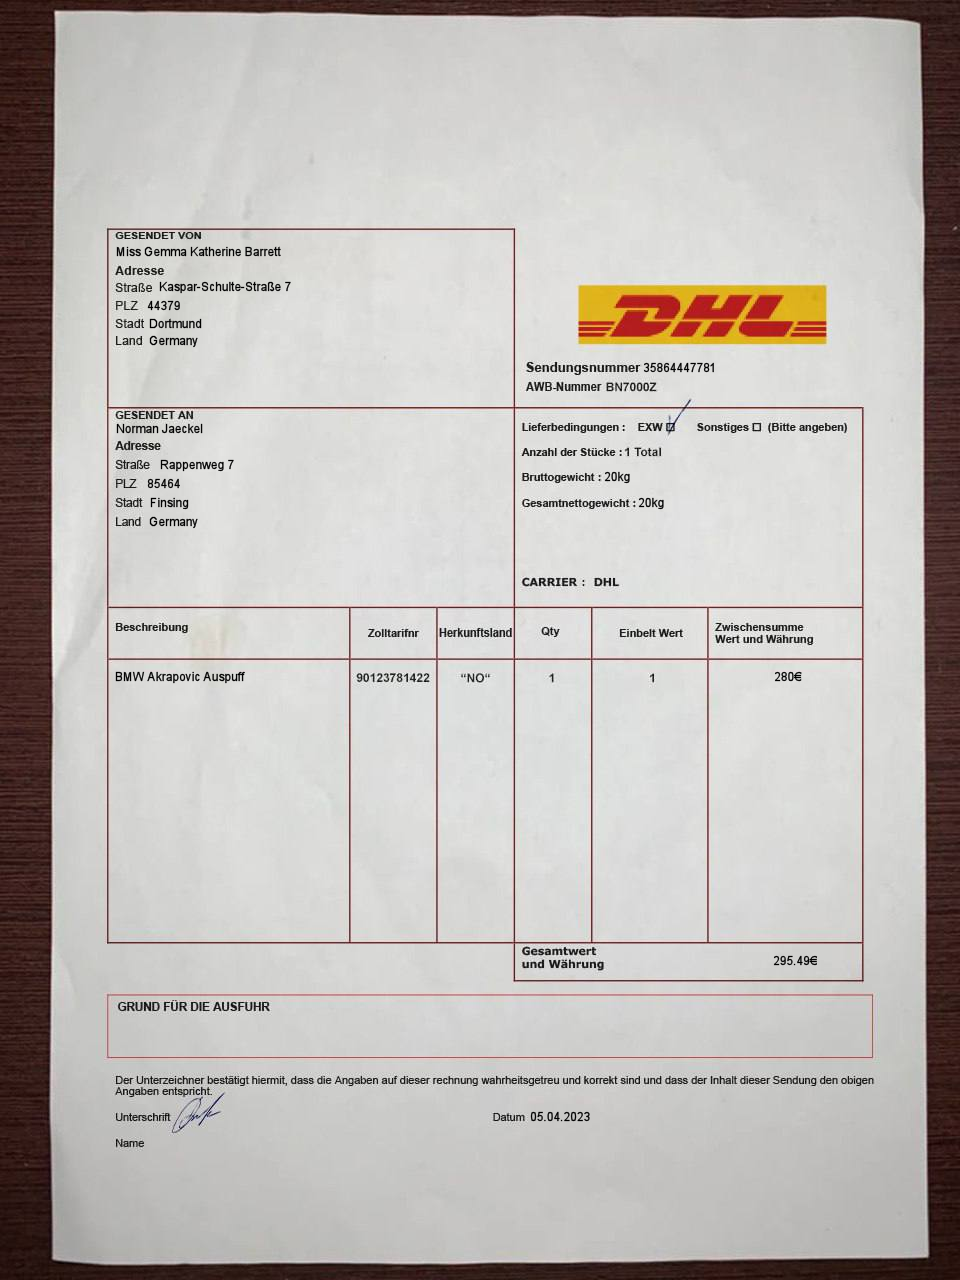 GESENDET VON
Miss Gemma Katherine Barrett
Adresse
Straße Kaspar-Schulte-Straße 7
PLZ 44379
Stadt Dortmund
Land Germany
DHL
Sendungsnummer 35864447781
AWB-Nummer BN7000Z
GESENDET AN
Norman Jaeckel
Adresse
Straße Rappenweg 7
PLZ 85464
Stadt Finsing
Land Germany
Lieferbedingungen : EXW Sonstiges (Bitte angeben)
Anzahl der Stücke : 1 Total
Bruttogewicht : 20kg
Gesamtnettogewicht : 20kg
CARRIER : DHL
Beschreibung Zolltarifnr Herkunftsland Qty Einbelt Wert Zwischensumme
Wert und Währung
BMW Akrapovic Auspuff 90123781422 “NO“ 1 1 280€
Gesamtwert
und Währung 295.49€
GRUND FÜR DIE AUSFUHR
Der Unterzeichner bestätigt hiermit, dass die Angaben auf dieser rechnung wahrheitsgetreu und korrekt sind und dass der Inhalt dieser Sendung den obigen
Angaben entspricht.
Unterschrift
Datum 05.04.2023
Name